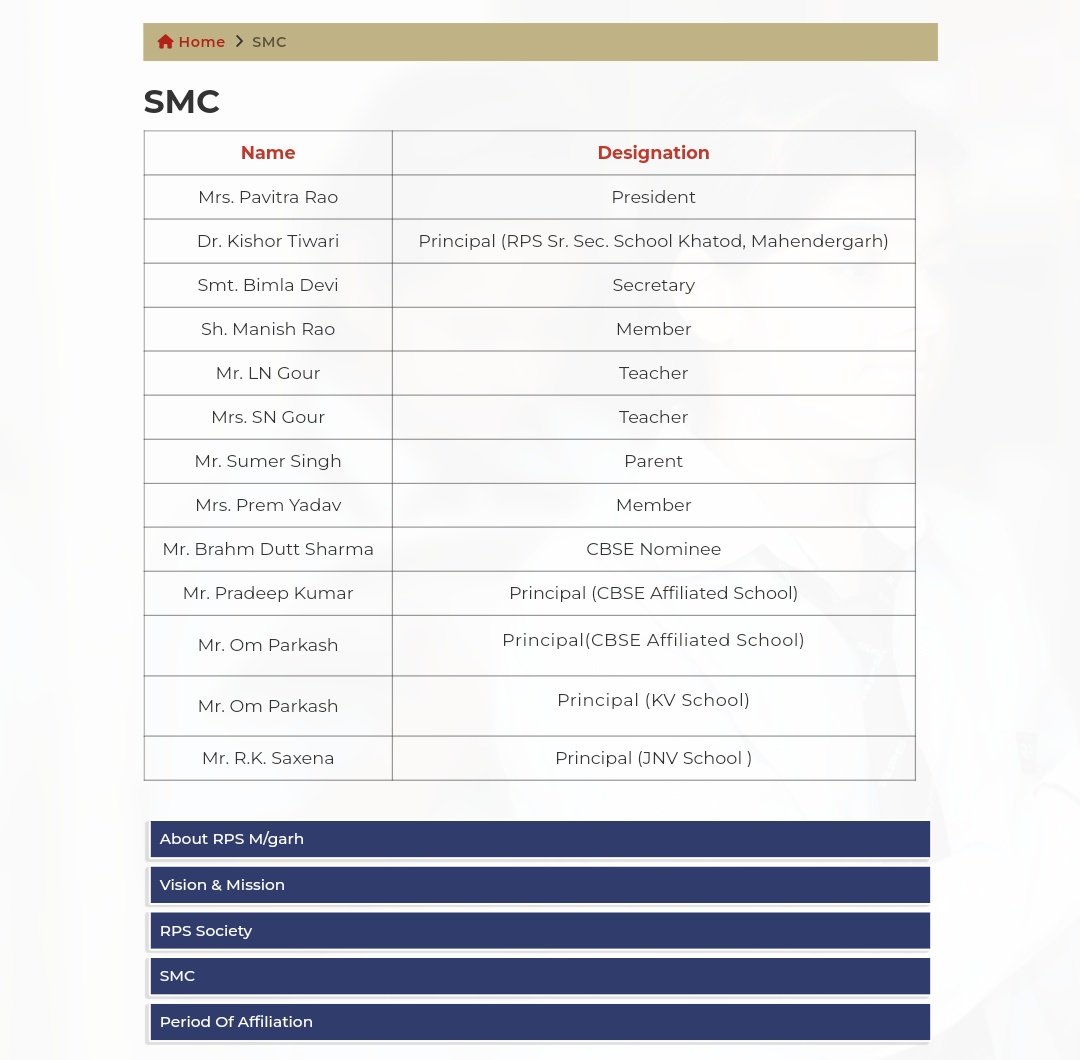 Home > SMC
SMC
Name Designation
Mrs. Pavitra Rao President
Dr. Kishor Tiwari Principal (RPS Sr. Sec. School Khatod, Mahendergarh)
Smt. Bimla Devi Secretary
Sh. Manish Rao Member
Mr. LN Gour Teacher
Mrs. SN Gour Teacher
Mr. Sumer Singh Parent
Mrs. Prem Yadav Member
Mr. Brahm Dutt Sharma CBSE Nominee
Mr. Pradeep Kumar Principal (CBSE Affiliated School)
Mr. Om Parkash Principal(CBSE Affiliated School)
Mr. Om Parkash Principal (KV School)
Mr. R.K. Saxena Principal (JNV School )
About RPS M/garh
Vision & Mission
RPS Society
SMC
Period Of Affiliation